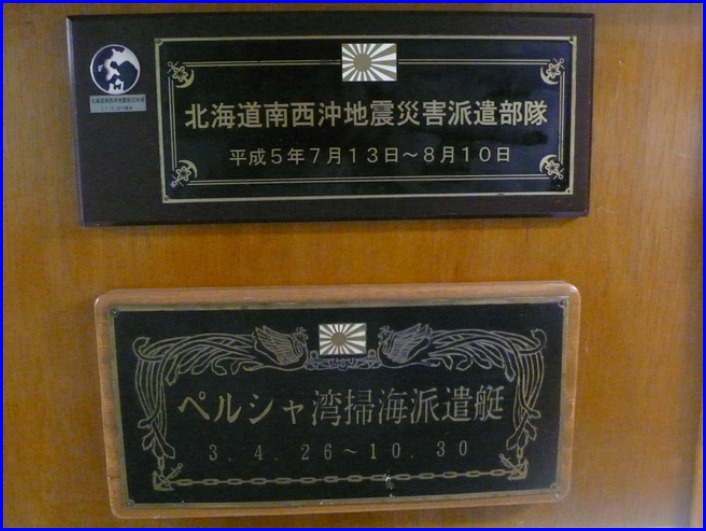 北海道南西沖地震災害派遣部隊
平成5年7月13日～8月10日
ペルシャ湾掃海派遣艇
3.4.26～10.30